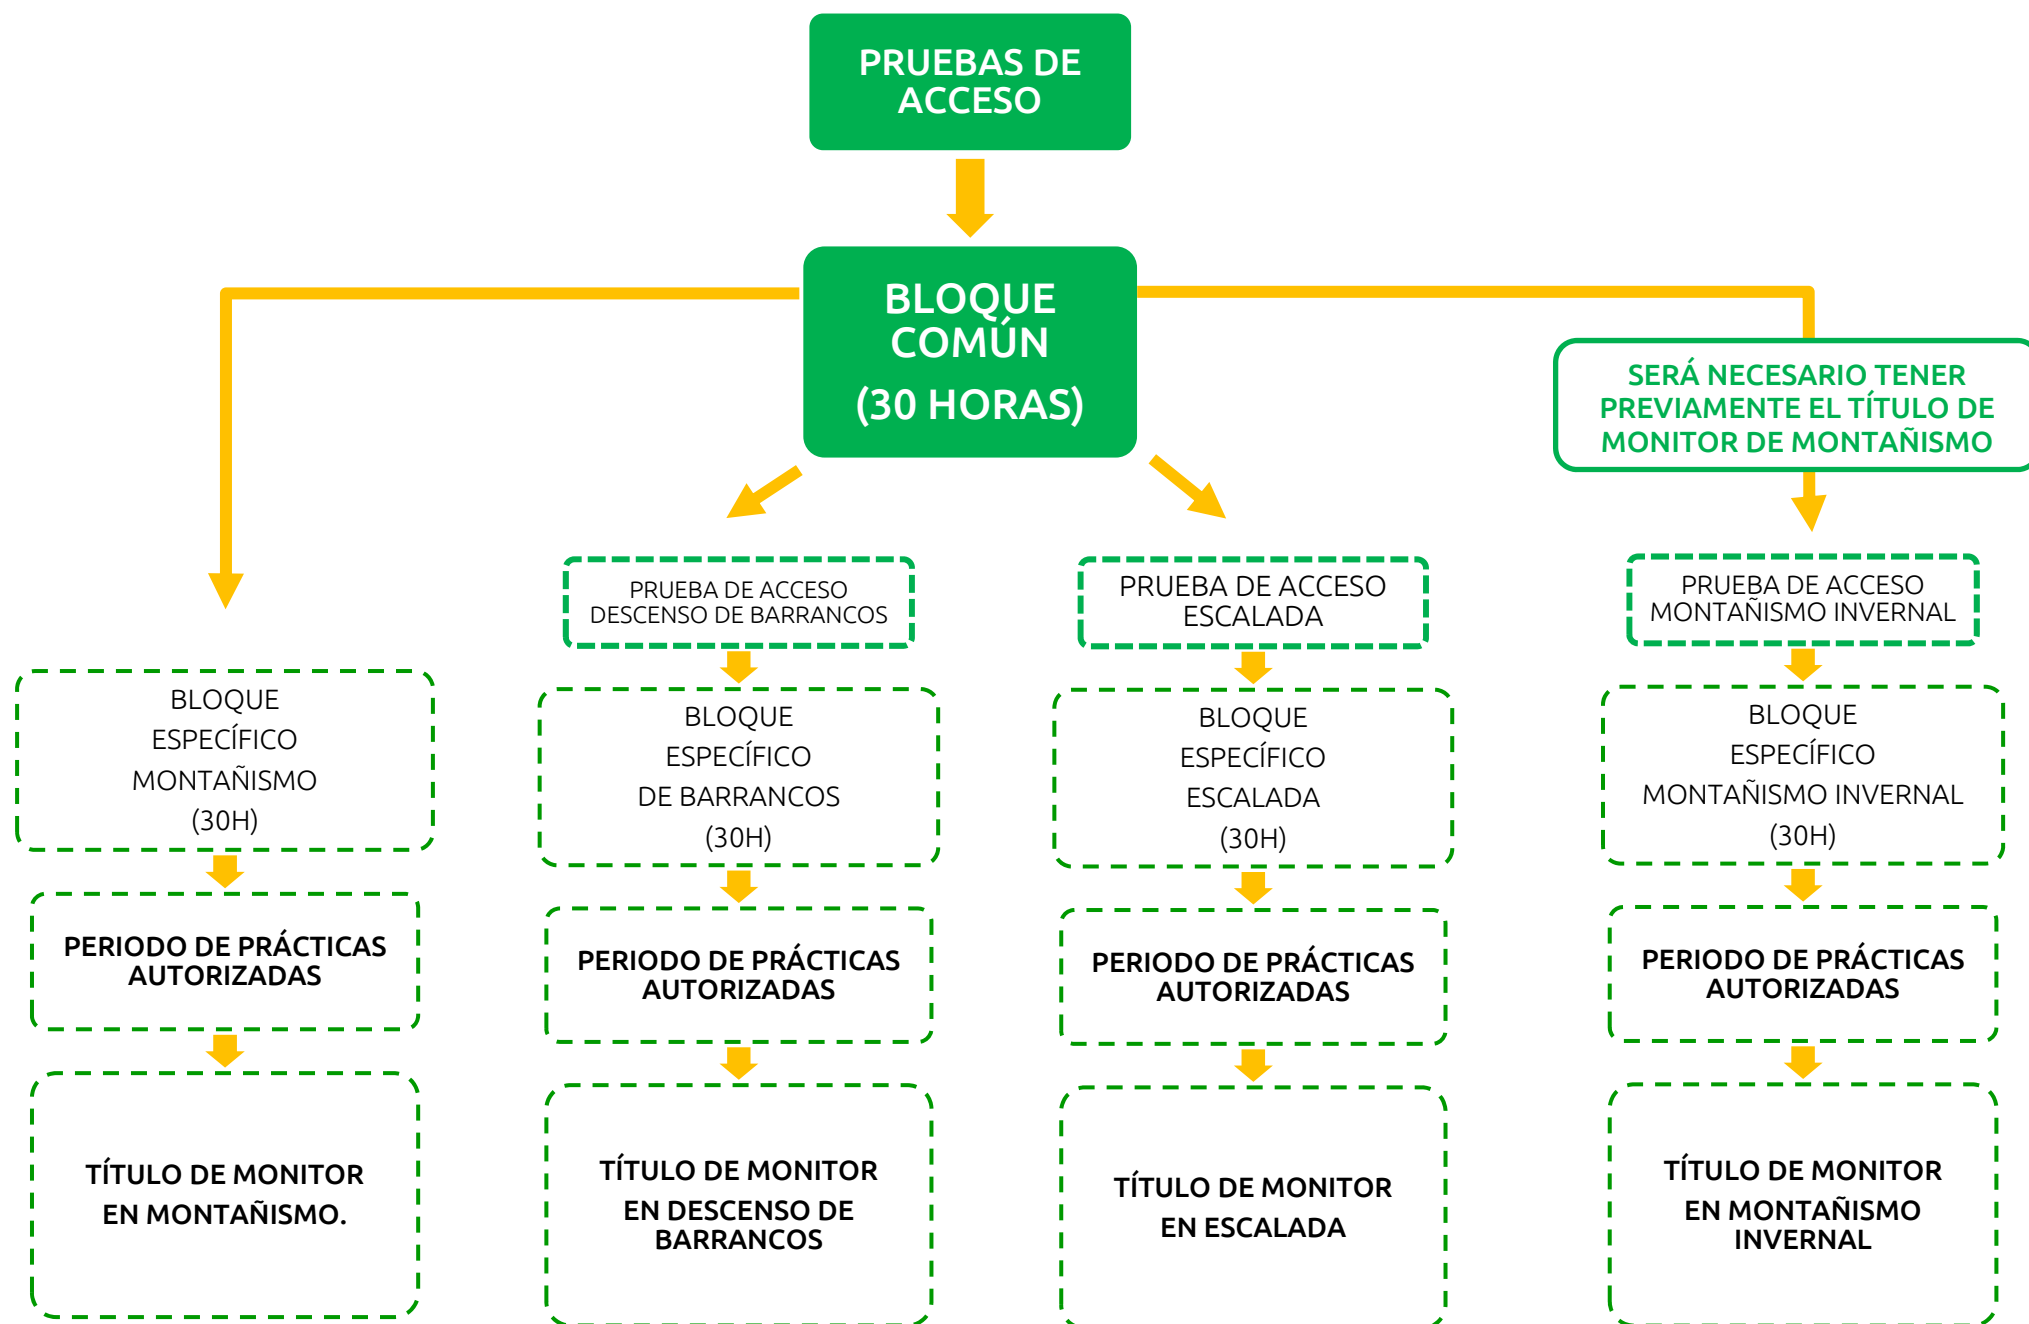 PRUEBAS DE
ACCESO
BLOQUE
COMÚN
(30 HORAS)
SERÁ NECESARIO TENER
PREVIAMENTE EL TÍTULO DE
MONITOR DE MONTAÑISMO
BLOQUE
ESPECÍFICO
MONTAÑISMO
(30H)
PERIODO DE PRÁCTICAS
AUTORIZADAS
TÍTULO DE MONITOR
EN MONTAÑISMO.
PRUEBA DE ACCESO
DESCENSO DE BARRANCOS
BLOQUE
ESPECÍFICO
DE BARRANCOS
(30H)
PERIODO DE PRÁCTICAS
AUTORIZADAS
TÍTULO DE MONITOR
EN DESCENSO DE
BARRANCOS
PRUEBA DE ACCESO
ESCALADA
BLOQUE
ESPECÍFICO
ESCALADA
(30H)
PERIODO DE PRÁCTICAS
AUTORIZADAS
TÍTULO DE MONITOR
EN ESCALADA
PRUEBA DE ACCESO
MONTAÑISMO INVERNAL
BLOQUE
ESPECÍFICO
MONTAÑISMO INVERNAL
(30H)
PERIODO DE PRÁCTICAS
AUTORIZADAS
TÍTULO DE MONITOR
EN MONTAÑISMO
INVERNAL